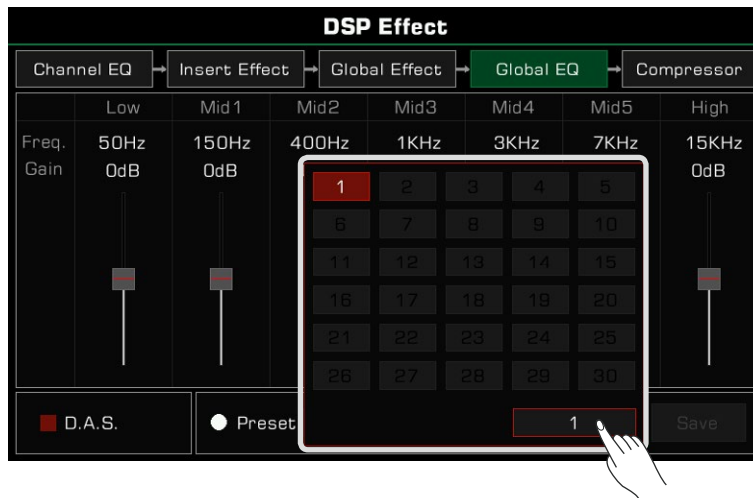 DSP Effect
Channel EQ Insert Effect Global Effect Global EQ Compressor
Low Mid1 Mid2 Mid3 Mid4 Mid5 High
Freq. 50Hz 150Hz 400Hz 1KHz 3KHz 7KHz 15KHz
Gain 0dB 0dB 0dB
1 2 3 4 5
6 7 8 9 10
11 12 13 14 15
16 17 18 19 20
21 22 23 24 25
26 27 28 29 30
D.A.S. Preset 1 Save